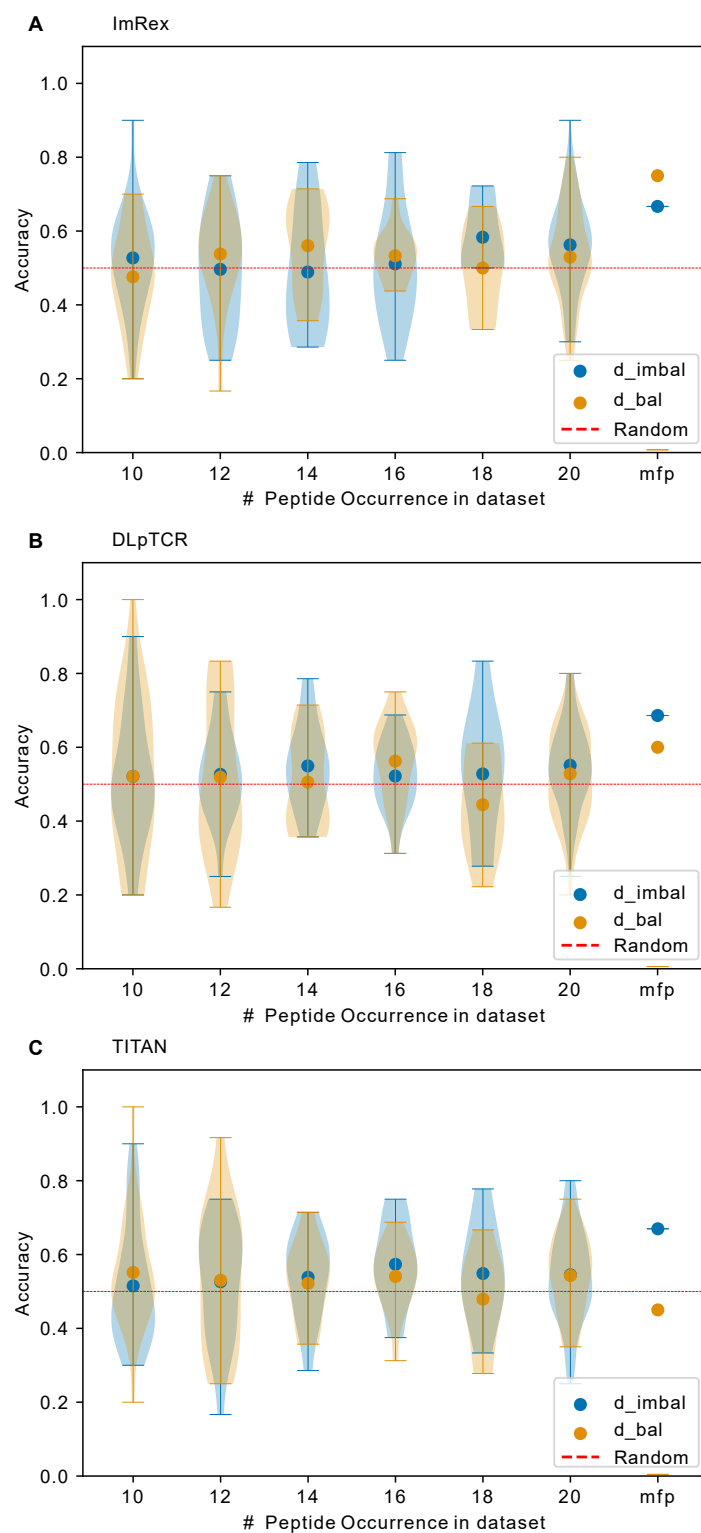 A ImRex
1.0
0.8
0.6
0.4
0.2
0.0
Accuracy
d_imbal
d_bal
Random
10 12 14 16 18 20 mfp
# Peptide Occurrence in dataset
B DLpTCR
1.0
0.8
0.6
0.4
0.2
0.0
Accuracy
d_imbal
d_bal
Random
10 12 14 16 18 20 mfp
# Peptide Occurrence in dataset
C TITAN
1.0
0.8
0.6
0.4
0.2
0.0
Accuracy
d_imbal
d_bal
Random
10 12 14 16 18 20 mfp
# Peptide Occurrence in dataset